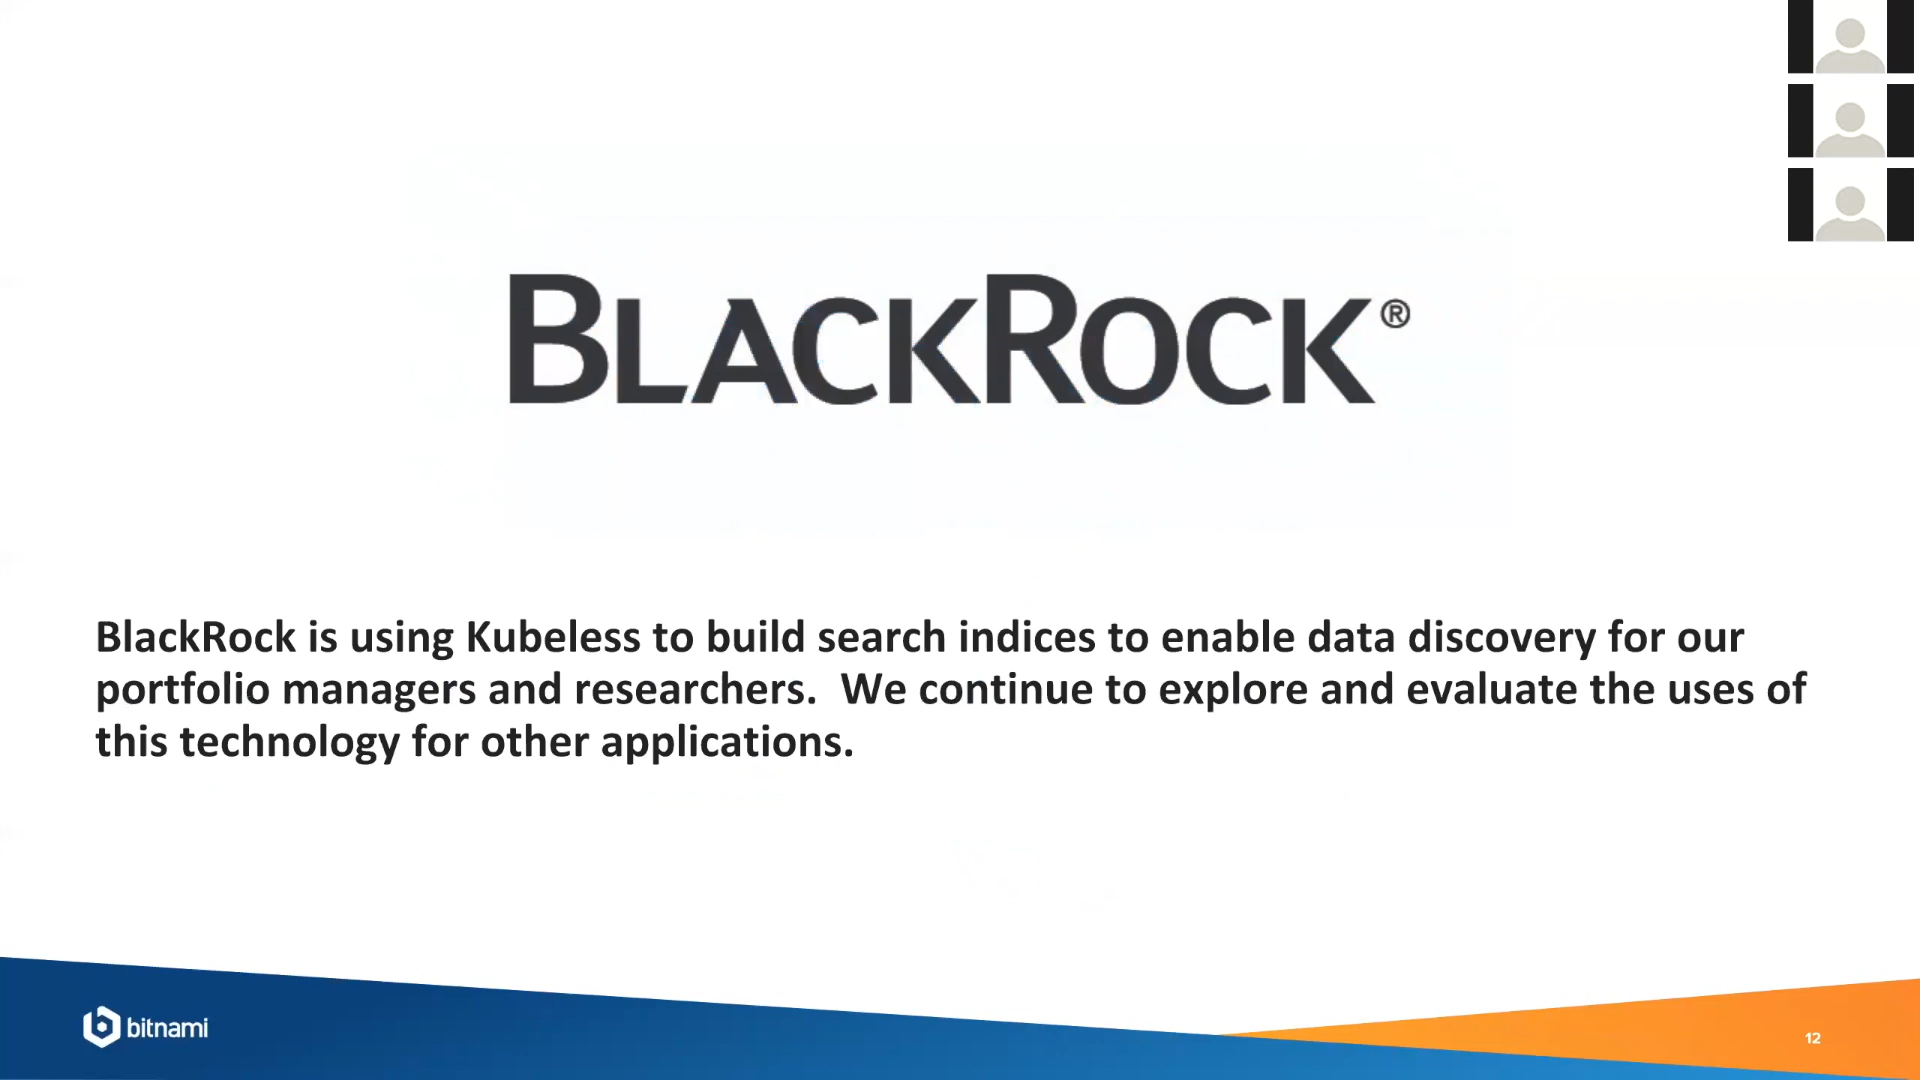 BLACKROCK®
BlackRock is using Kubeless to build search indices to enable data discovery for our
portfolio managers and researchers.  We continue to explore and evaluate the uses of
this technology for other applications.
bitnami
12